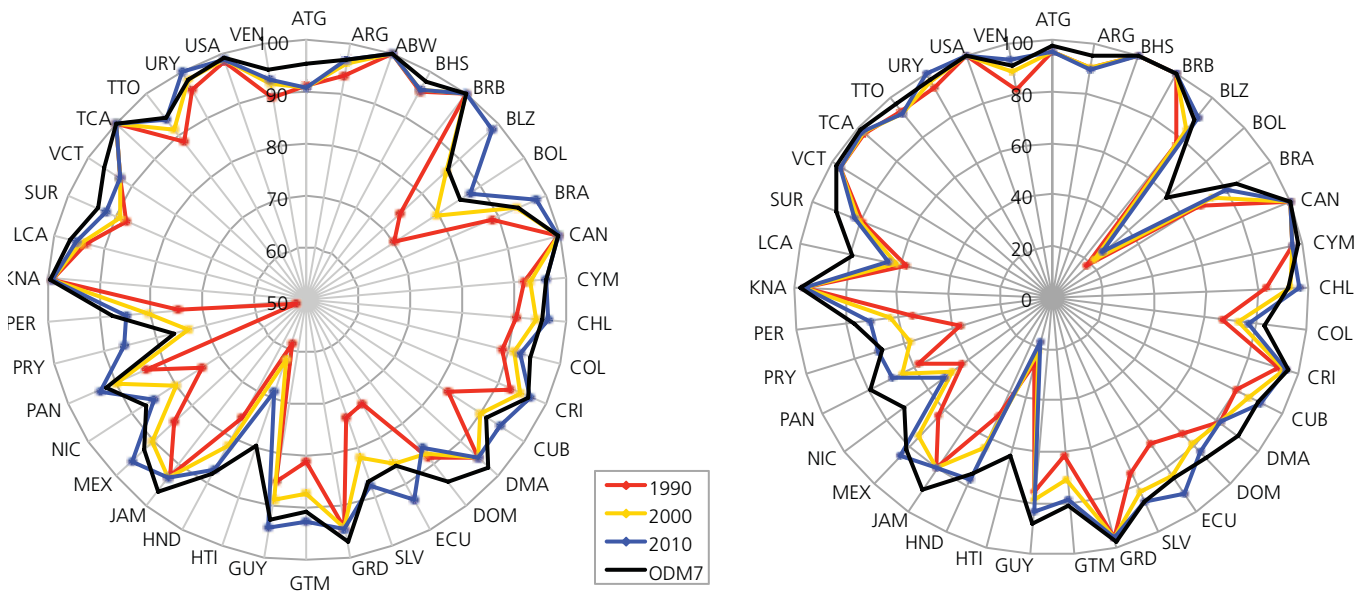 ATG
ARG
ABW
BHS
BRB
BLZ
BOL
BRA
CAN
CYM
CHL
COL
CRI
CUB
DMA
DOM
ECU
SLV
GRD
GTM
GUY
HTI
HND
JAM
MEX
NIC
PAN
PRY
PER
KNA
LCA
SUR
VCT
TCA
TTO
URY
USA
VEN
100
90
80
70
60
50
1990
2000
2010
ODM7
ATG
ARG
BHS
BRB
BLZ
BOL
BRA
CAN
CYM
CHL
COL
CRI
CUB
DMA
DOM
ECU
SLV
GRD
GTM
GUY
HTI
HND
JAM
MEX
NIC
PAN
PRY
PER
KNA
LCA
SUR
VCT
TCA
TTO
URY
USA
VEN
100
80
60
40
20
0